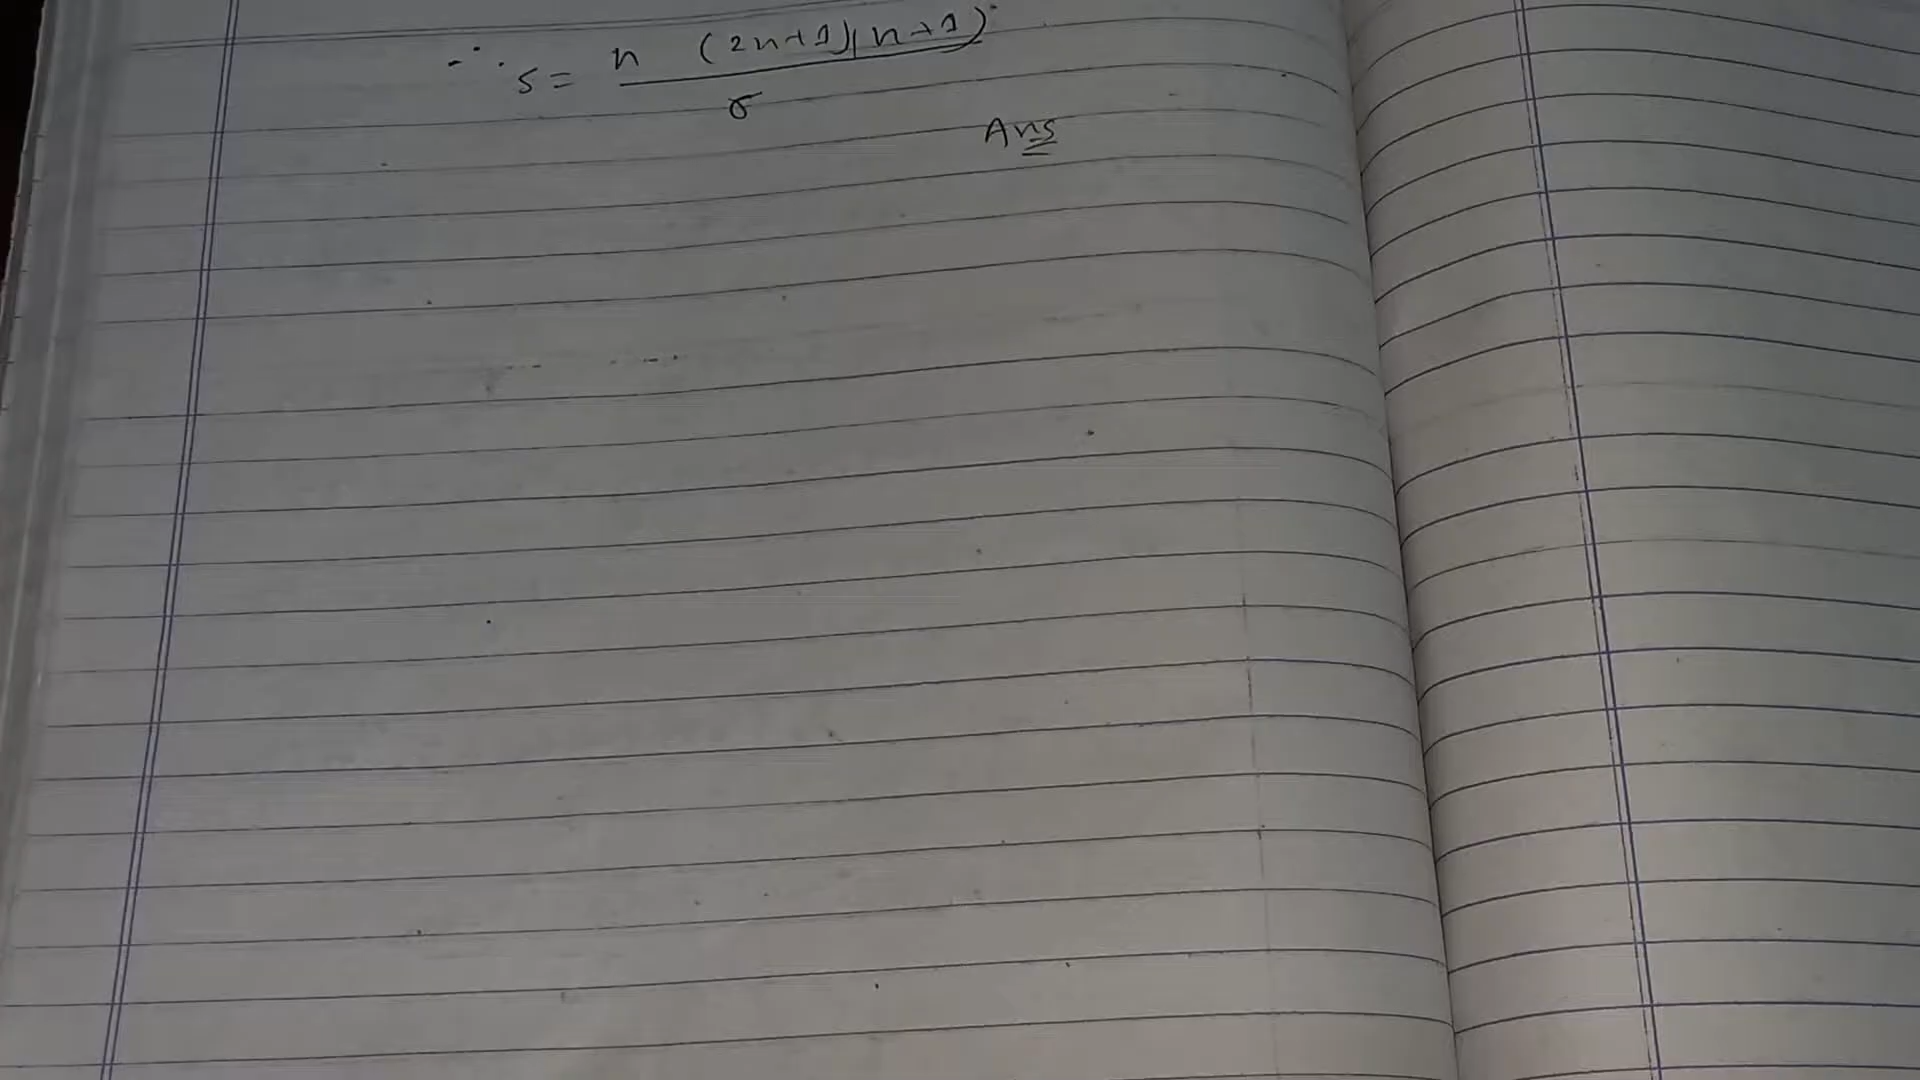 ∴ s = n (2n+1)(n+1) / 6
Ans